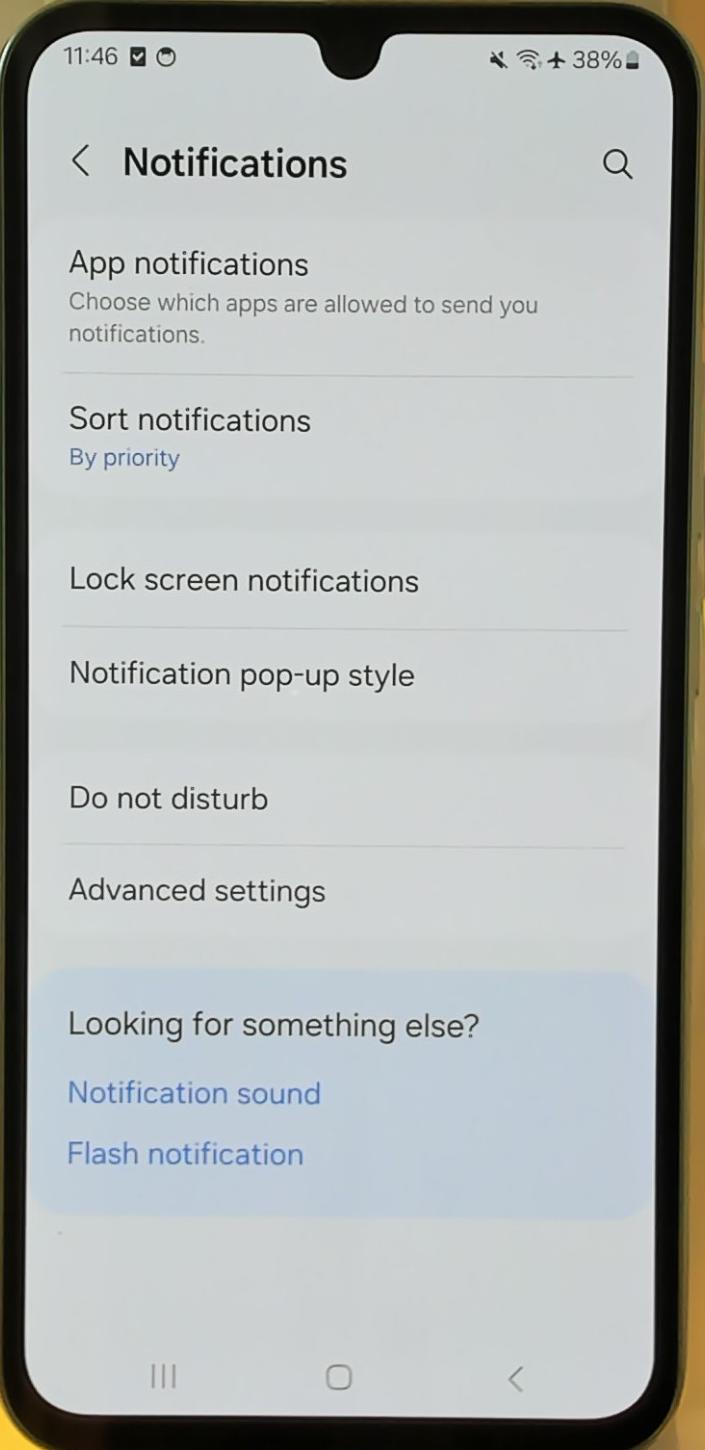 11:46 38%
Notifications
App notifications
Choose which apps are allowed to send you
notifications.
Sort notifications
By priority
Lock screen notifications
Notification pop-up style
Do not disturb
Advanced settings
Looking for something else?
Notification sound
Flash notification